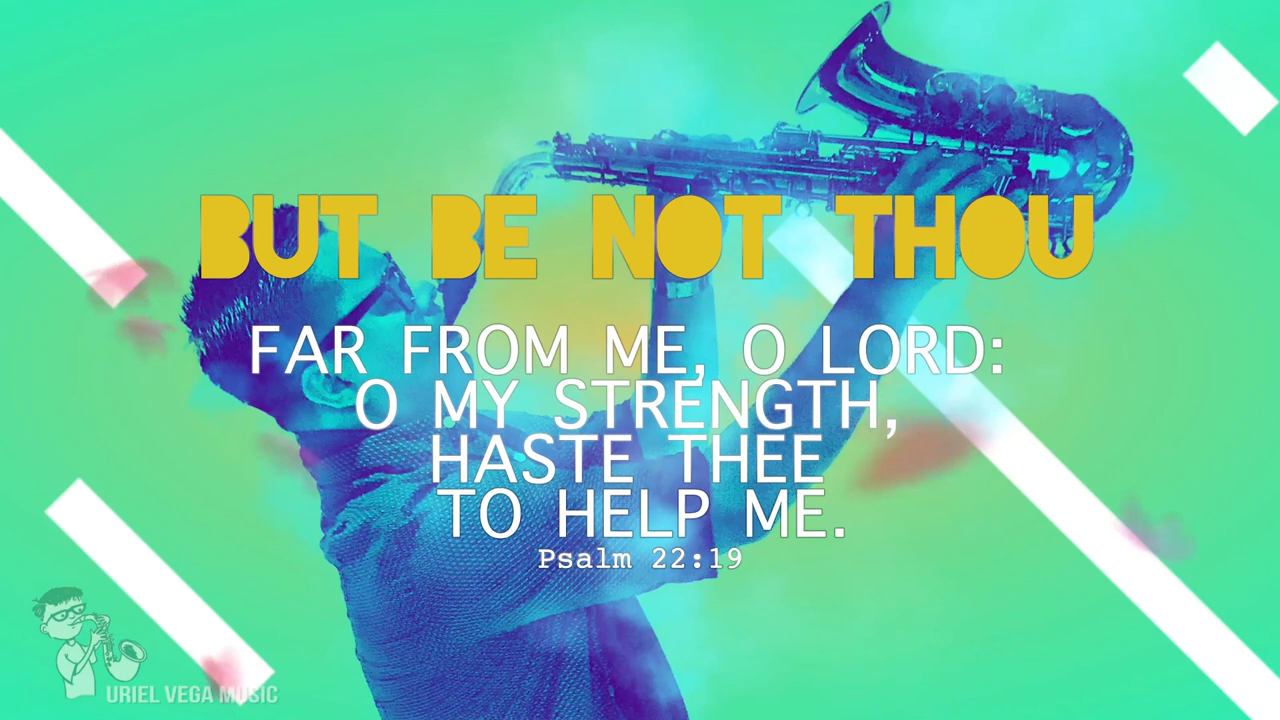 BUT BE NOT THOU
FAR FROM ME, O LORD:
O MY STRENGTH,
HASTE THEE
TO HELP ME.
Psalm 22:19
URIEL VEGA MUSIC